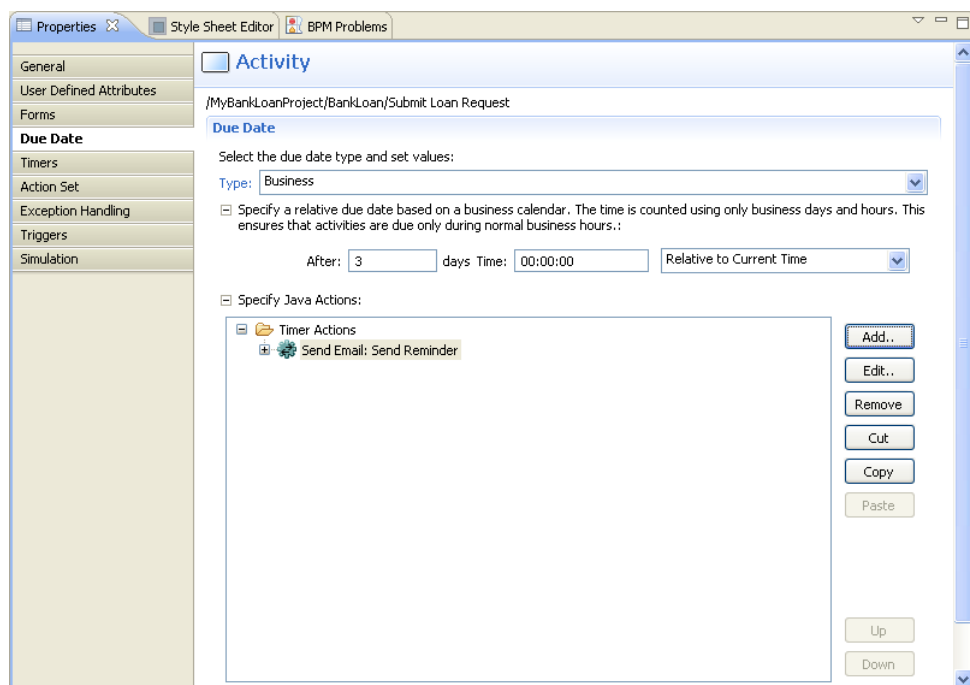 Properties
Style Sheet Editor
BPM Problems
General
User Defined Attributes
Forms
Due Date
Timers
Action Set
Exception Handling
Triggers
Simulation
Activity
/MyBankLoanProject/BankLoan/Submit Loan Request
Due Date
Select the due date type and set values:
Type: Business
Specify a relative due date based on a business calendar. The time is counted using only business days and hours. This
ensures that activities are due only during normal business hours.:
After: 3 days Time: 00:00:00 Relative to Current Time
Specify Java Actions:
Timer Actions
Send Email: Send Reminder
Add..
Edit..
Remove
Cut
Copy
Paste
Up
Down